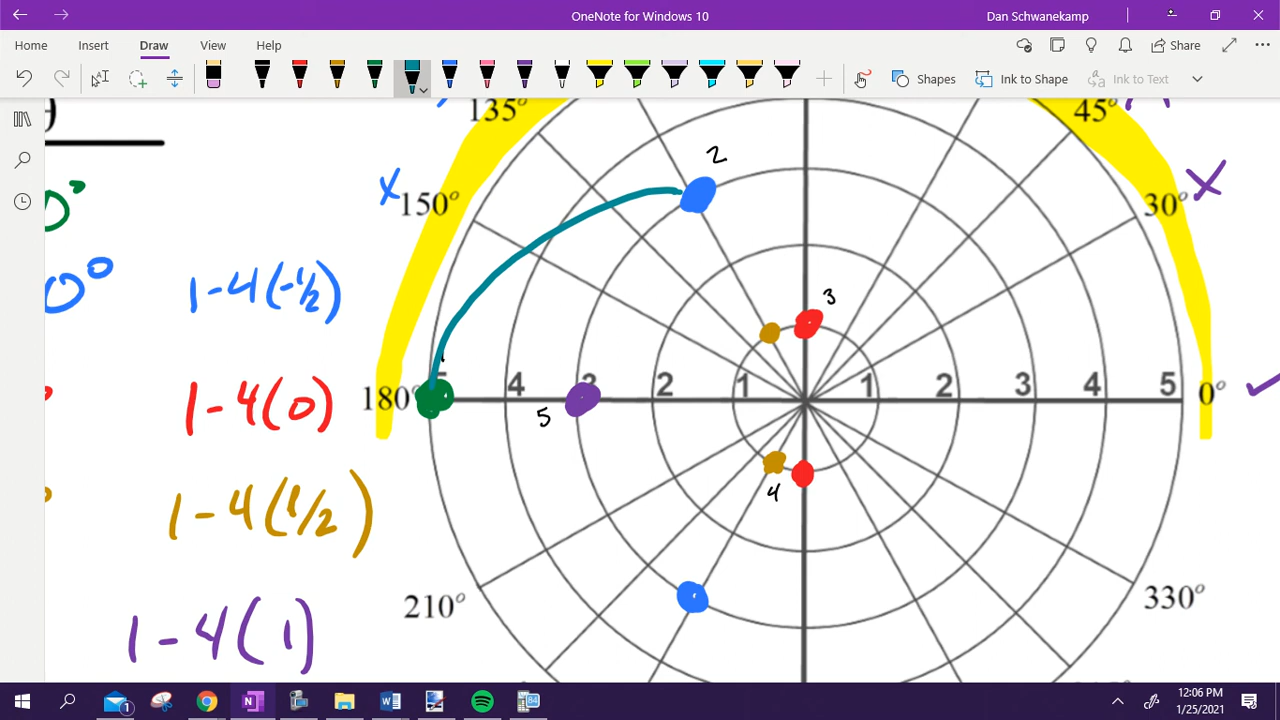 OneNote for Windows 10
Dan Schwanekamp
Home Insert Draw View Help
Share
Shapes
Ink to Shape
Ink to Text
θ
135° 45°
X 150° 30° X
2
0°
0°
1-4(-1/2)
3
180° 5 4 3 2 1 1 2 3 4 5 0°
5
1-4(0)
4
1-4(1/2)
210° 330°
1-4(1)
12:06 PM
1/25/2021